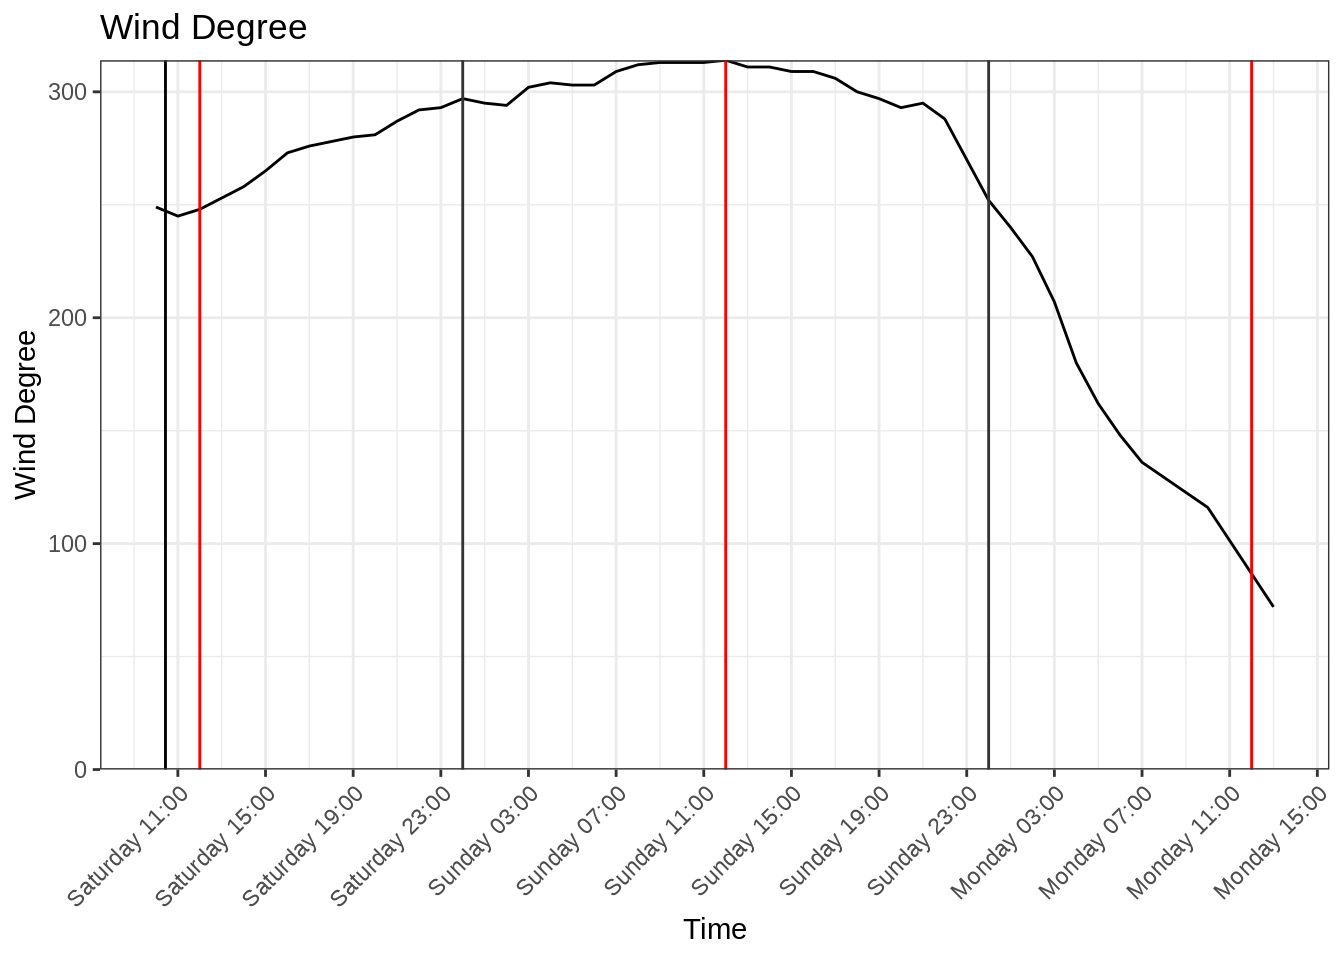 Wind Degree
Wind Degree
300
200
100
0
Saturday 11:00
Saturday 15:00
Saturday 19:00
Saturday 23:00
Sunday 03:00
Sunday 07:00
Sunday 11:00
Sunday 15:00
Sunday 19:00
Sunday 23:00
Monday 03:00
Monday 07:00
Monday 11:00
Monday 15:00
Time